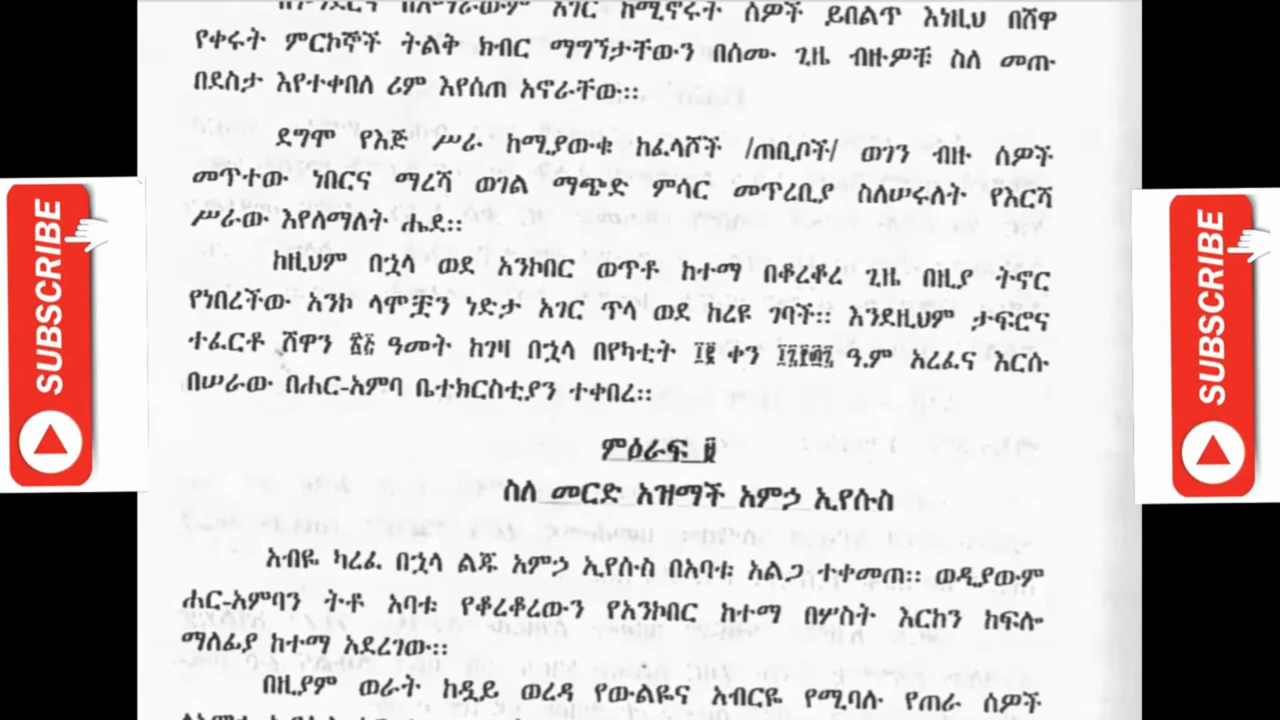 አገር ከሚኖሩት ሰዎች ይበልጥ እነዚህ በሸዋ
የቀሩት ምርኮኞች ትልቅ ክብር ማግኘታቸውን በሰሙ ጊዜ ብዙዎቹ ስለ መጡ
በደስታ እየተቀበለ ሪም እየሰጠ አኖራቸው።
ደግሞ የእጅ ሥራ ከሚያውቁ ከፈላሾች /ጠቢቦች/ ወገን ብዙ ሰዎች
መጥተው ነበርና ማረሻ ወገል ማጭድ ምሳር መጥረቢያ ስለሠሩለት የእርሻ
ሥራው እየለማለት ሔደ።
ከዚህም በኋላ ወደ አንኮበር ወጥቶ ከተማ በቆረቆረ ጊዜ በዚያ ትኖር
የነበረችው አንኮ ላሞቿን ነድታ አገር ጥላ ወደ ከረዩ ገባች። እንደዚህም ታፍሮና
ተፈርቶ ሸዋን ዓመት ከገዛ በኋላ በየካቲት ቀን ዓ.ም አረፈና እርሱ
በሠራው በሐር-አምባ ቤተክርስቲያን ተቀበረ።
ምዕራፍ ፱
ስለ መርድ አዝማች አምኃ ኢየሱስ
አብዬ ካረፈ በኋላ ልጁ አምኃ ኢየሱስ በአባቱ አልጋ ተቀመጠ። ወዲያውም
ሐር-አምባን ትቶ አባቱ የቆረቆረውን የአንኮበር ከተማ በሦስት እርከን ከፍሎ
ማለፊያ ከተማ አደረገው።
በዚያም ወራት ከዷይ ወረዳ የውልዬና አብርዬ የሚባሉ የጠራ ሰዎች
SUBSCRIBE
SUBSCRIBE